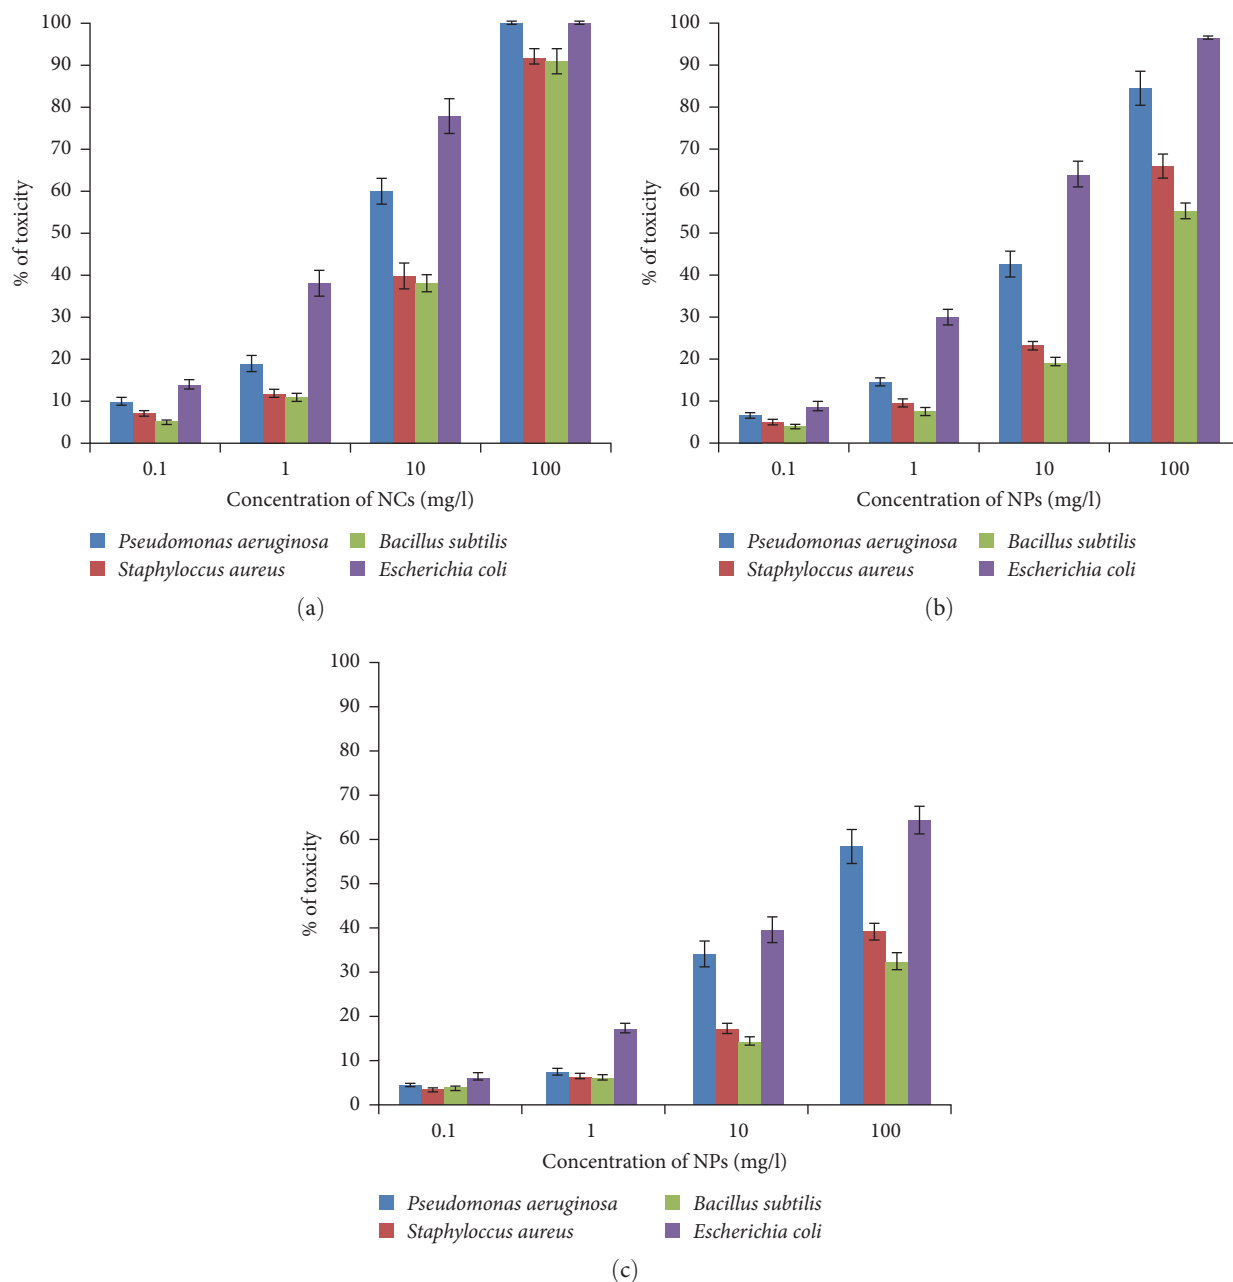 100
90
80
70
60
50
40
30
20
10
0
% of toxicity
0.1 1 10 100
Concentration of NCs (mg/l)
Pseudomonas aeruginosa Bacillus subtilis
Staphyloccus aureus Escherichia coli
(a)
100
90
80
70
60
50
40
30
20
10
0
% of toxicity
0.1 1 10 100
Concentration of NPs (mg/l)
Pseudomonas aeruginosa Bacillus subtilis
Staphyloccus aureus Escherichia coli
(b)
100
90
80
70
60
50
40
30
20
10
0
% of toxicity
0.1 1 10 100
Concentration of NPs (mg/l)
Pseudomonas aeruginosa Bacillus subtilis
Staphyloccus aureus Escherichia coli
(c)